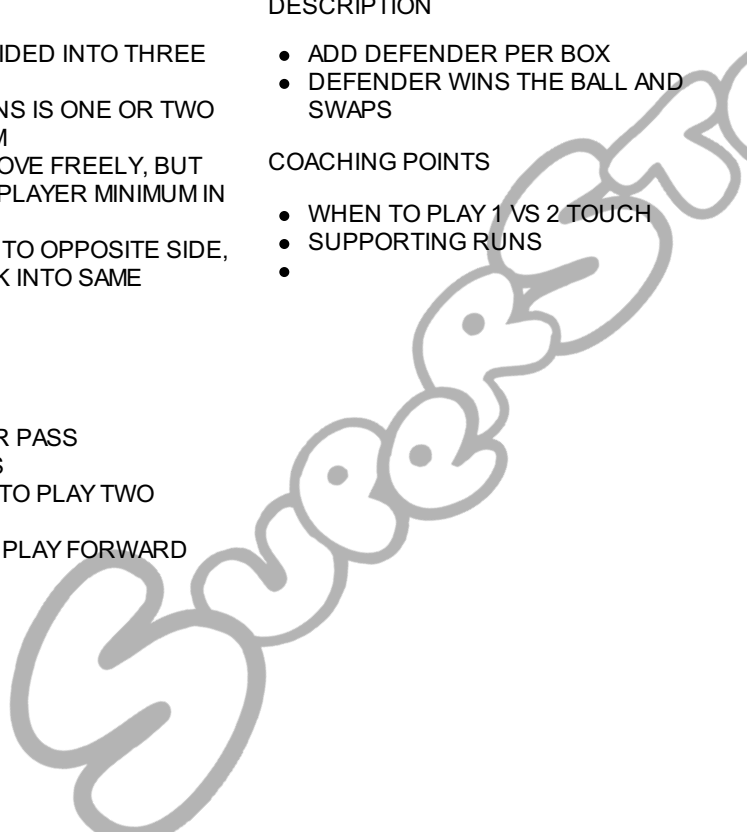 IDED INTO THREE
NS IS ONE OR TWO
M
OVE FREELY, BUT
PLAYER MINIMUM IN
TO OPPOSITE SIDE,
K INTO SAME
R PASS
S
TO PLAY TWO
PLAY FORWARD
DESCRIPTION
• ADD DEFENDER PER BOX
• DEFENDER WINS THE BALL AND
SWAPS
COACHING POINTS
• WHEN TO PLAY 1 VS 2 TOUCH
• SUPPORTING RUNS
•
SureSt